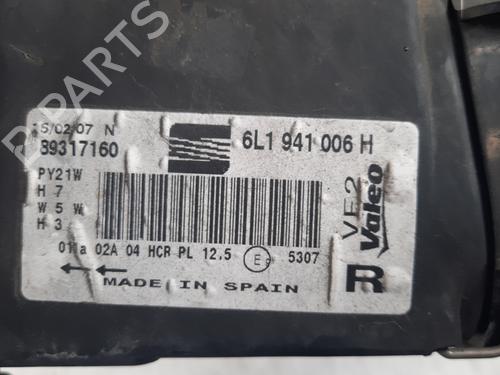 B-PARTS
15/02/07 N
89317160
6L1 941 006 H
PY21W
H 7
W 5 W
H 3
01a 02A 04 HCR PL 12.5 E 5307
MADE IN SPAIN
VE2
Valeo
R